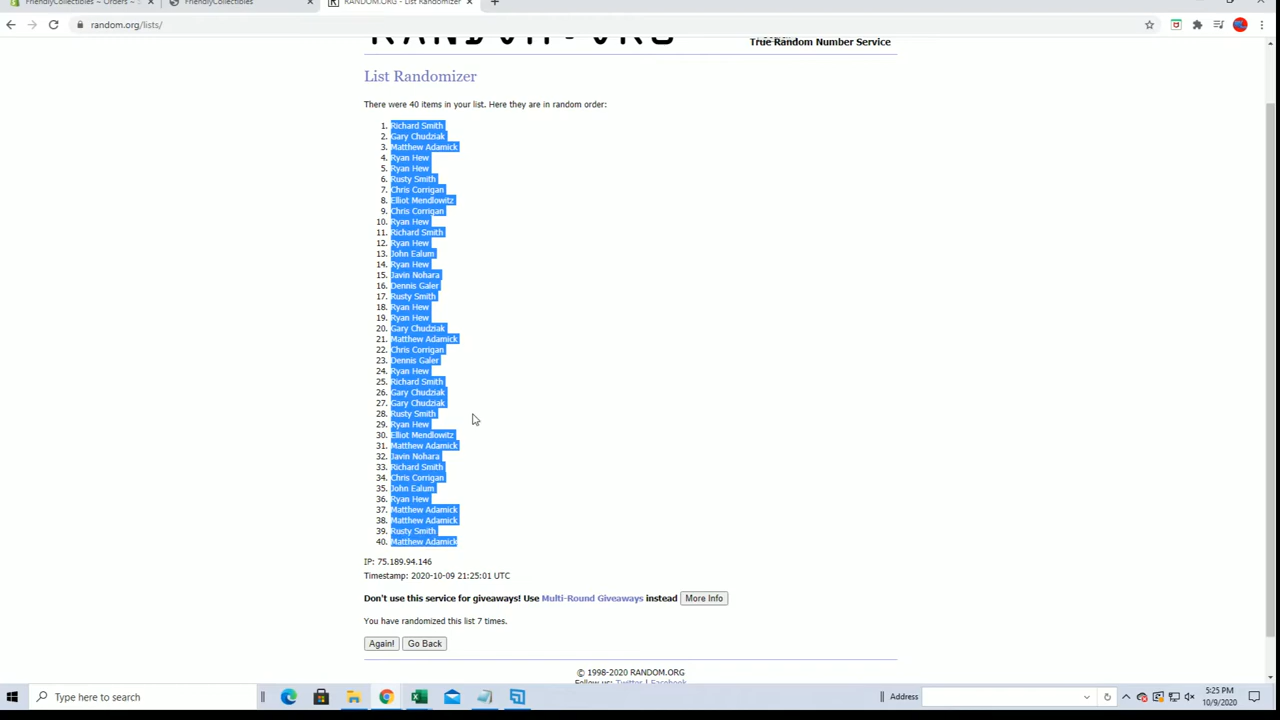 FriendlyCollectibles ~ Orders ~
FriendlyCollectibles
RANDOM.ORG - List Randomizer
random.org/lists/
RANDOM.ORG
True Random Number Service
List Randomizer
There were 40 items in your list. Here they are in random order:
1. Richard Smith
2. Gary Chudziak
3. Matthew Adamick
4. Ryan Hew
5. Ryan Hew
6. Rusty Smith
7. Chris Corrigan
8. Elliot Mendlowitz
9. Chris Corrigan
10. Ryan Hew
11. Richard Smith
12. Ryan Hew
13. John Ealum
14. Ryan Hew
15. Javin Nohara
16. Dennis Galer
17. Rusty Smith
18. Ryan Hew
19. Ryan Hew
20. Gary Chudziak
21. Matthew Adamick
22. Chris Corrigan
23. Dennis Galer
24. Ryan Hew
25. Richard Smith
26. Gary Chudziak
27. Gary Chudziak
28. Rusty Smith
29. Ryan Hew
30. Elliot Mendlowitz
31. Matthew Adamick
32. Javin Nohara
33. Richard Smith
34. Chris Corrigan
35. John Ealum
36. Ryan Hew
37. Matthew Adamick
38. Matthew Adamick
39. Rusty Smith
40. Matthew Adamick
IP: 75.189.94.146
Timestamp: 2020-10-09 21:25:01 UTC
Don't use this service for giveaways! Use Multi-Round Giveaways instead More Info
You have randomized this list 7 times.
Again! Go Back
© 1998-2020 RANDOM.ORG
Follow us: Twitter | Facebook
Type here to search
Address
5:25 PM
10/9/2020